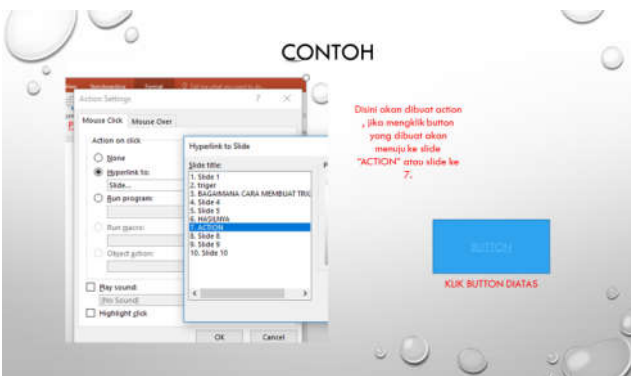 CONTOH
Action Settings
? ×
Mouse Click Mouse Over
Action on click
None
Hyperlink to:
Slide...
Run program:
Run macro:
Object action:
Play sound:
[No Sound]
Highlight click
OK Cancel
Hyperlink to Slide
Slide title:
1. Slide 1
2. triger
3. BAGAIMANA CARA MEMBUAT TRIG
4. Slide 4
5. Slide 5
6. HASILNYA
7. ACTION
8. Slide 8
9. Slide 9
10. Slide 10
Disini akan dibuat action
, jika mengklik button
yang dibuat akan
menuju ke slide
"ACTION" atau slide ke
7.
BUTTON
KLIK BUTTON DIATAS